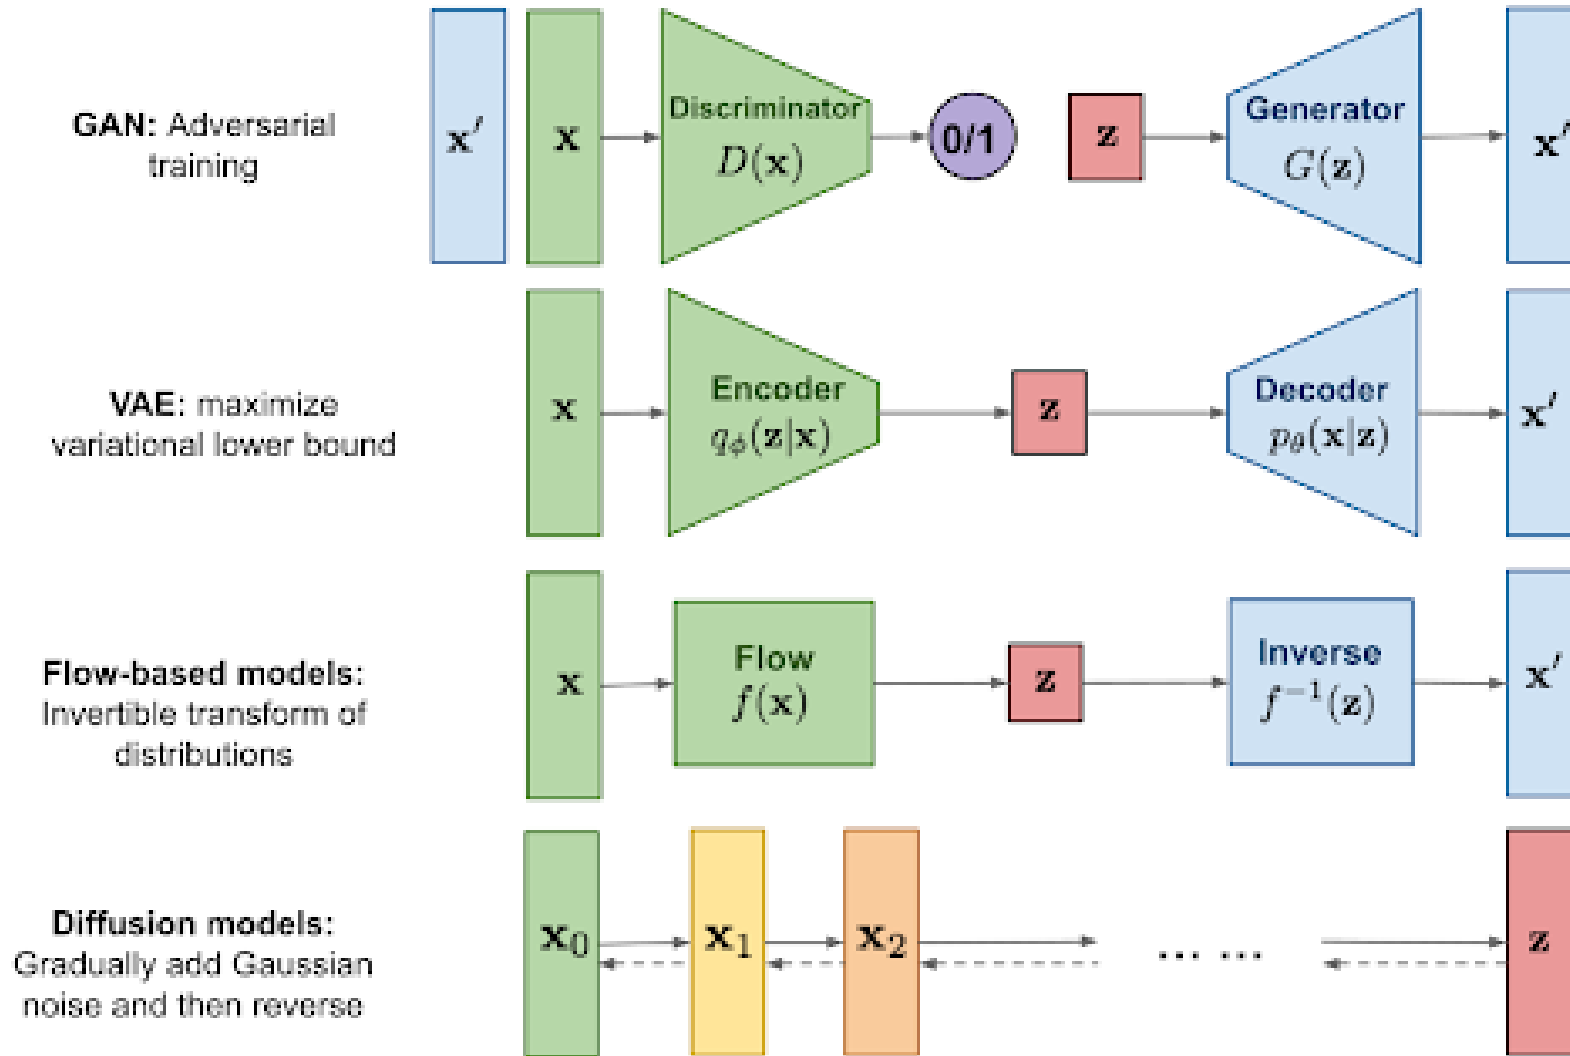 GAN: Adversarial
training
x′
x
Discriminator
D(x)
0/1
z
Generator
G(z)
x′
VAE: maximize
variational lower bound
x
Encoder
qϕ(z|x)
z
Decoder
pθ(x|z)
x′
Flow-based models:
Invertible transform of
distributions
x
Flow
f(x)
z
Inverse
f⁻¹(z)
x′
Diffusion models:
Gradually add Gaussian
noise and then reverse
x₀
x₁
x₂
... ...
z